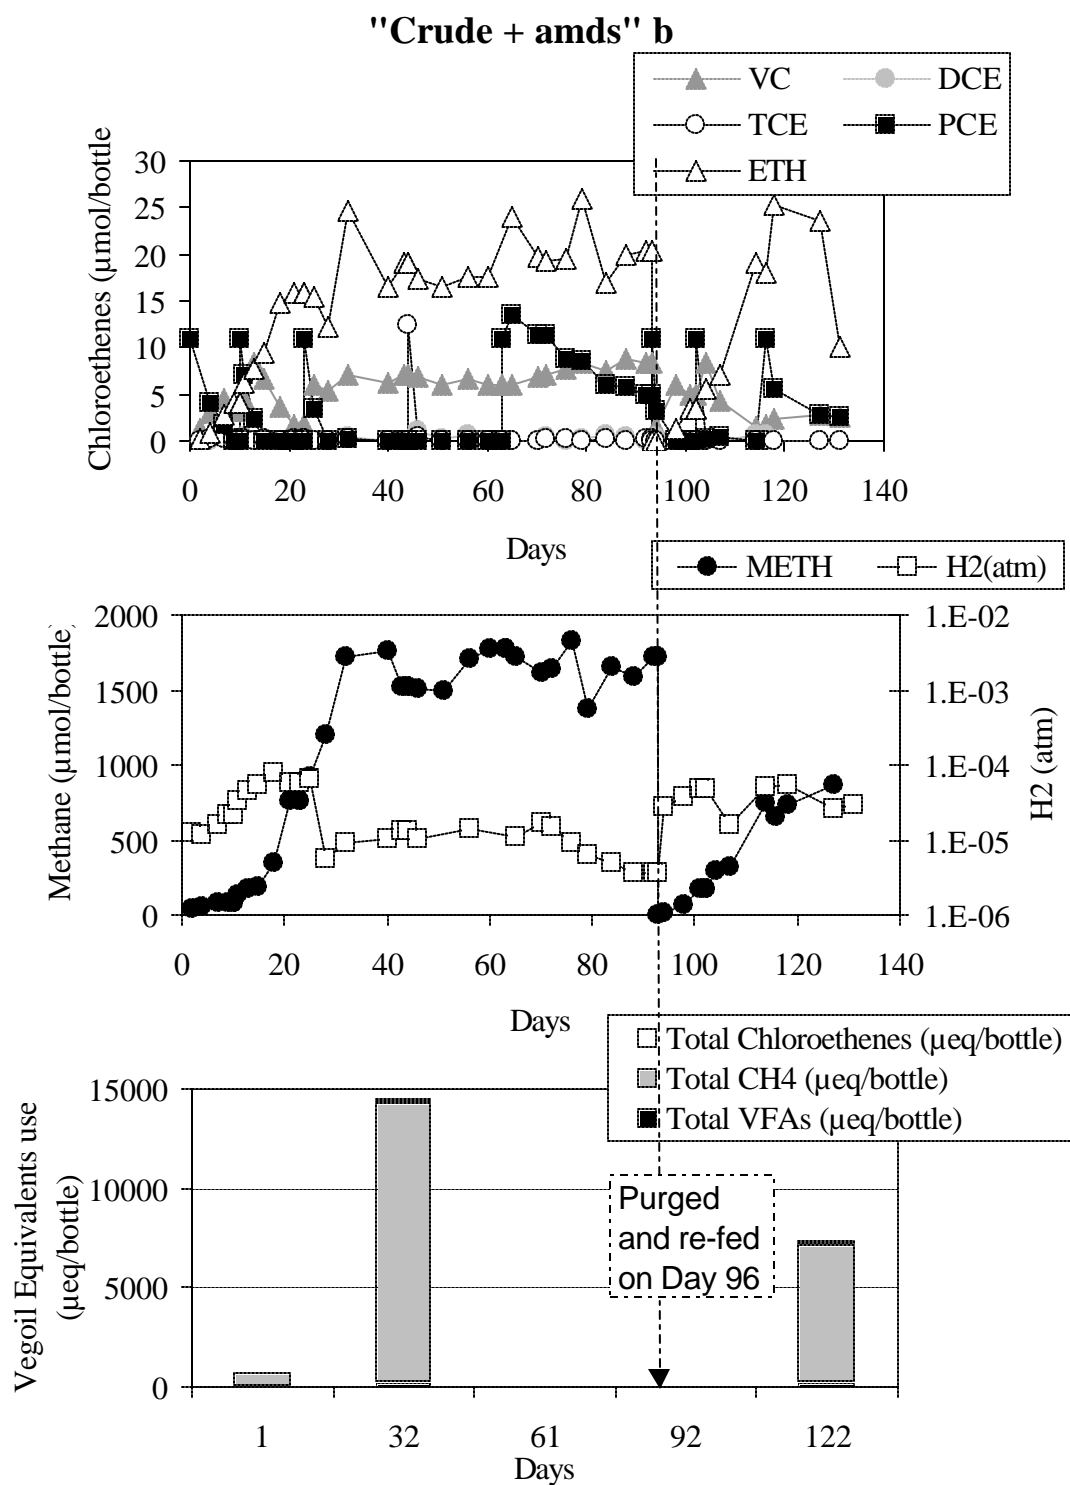 "Crude + amds" b
VC DCE
TCE PCE
ETH
Chloroethenes (µmol/bottle
30
25
20
15
10
5
0
0 20 40 60 80 100 120 140
Days
METH H2(atm)
Methane (µmol/bottle)
2000
1500
1000
500
0
1.E-02
1.E-03
1.E-04
1.E-05
1.E-06
H2 (atm)
0 20 40 60 80 100 120 140
Days
Total Chloroethenes (µeq/bottle)
Total CH4 (µeq/bottle)
Total VFAs (µeq/bottle)
Vegoil Equivalents use
(µeq/bottle)
15000
10000
5000
0
Purged
and re-fed
on Day 96
1 32 61 92 122
Days